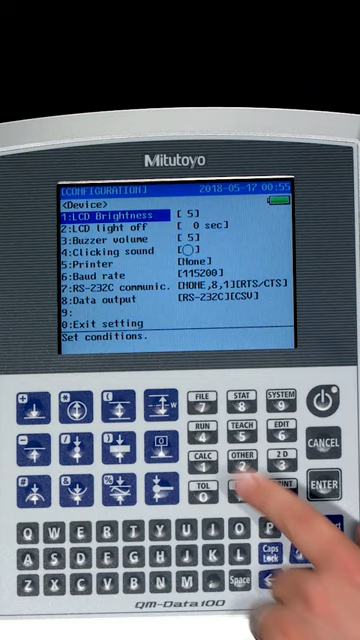 Mitutoyo
[CONFIGURATION] 2018-05-17 00:55
<Device>
1:LCD Brightness [ 5]
2:LCD light off [ 0 sec]
3:Buzzer volume [ 5]
4:Clicking sound [◯]
5:Printer [None]
6:Baud rate [115200]
7:RS-232C communic. [NONE,8,1][RTS/CTS]
8:Data output [RS-232C][CSV]
9:
0:Exit setting
Set conditions.
+ * ( W FILE 7 STAT 8 SYSTEM 9
- / ) RUN 4 TEACH 5 EDIT 6 CANCEL
CALC 1 OTHER 2 2 D 3
# & % TOL 0 ENTER
Q W E R T Y U I O P
A S D F G H J K L Caps Lock
Z X C V B N M Space
QM-Data100